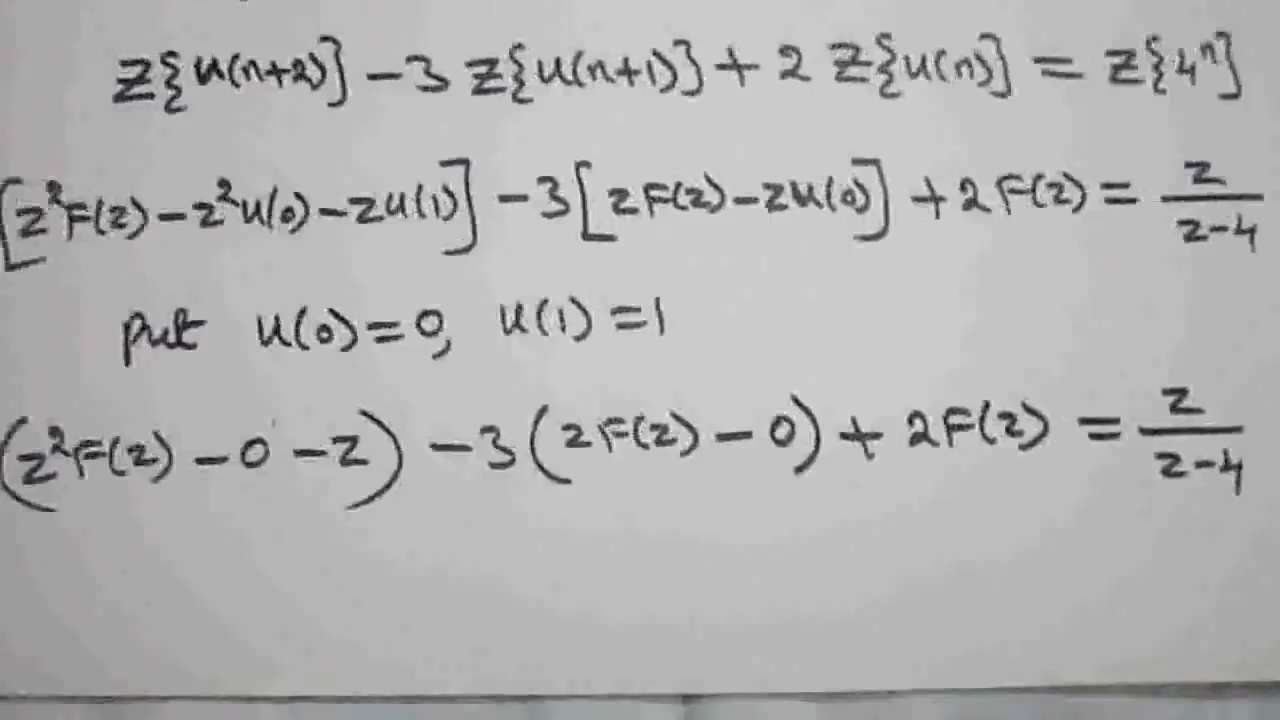 Z{u(n+2)} - 3 Z{u(n+1)} + 2 Z{u(n)} = Z{4ⁿ}
[z²F(z) - z²u(0) - zu(1)] - 3[zF(z) - zu(0)] + 2F(z) = z/(z-4)
put u(0) = 0, u(1) = 1
(z²F(z) - 0 - z) - 3(zF(z) - 0) + 2F(z) = z/(z-4)